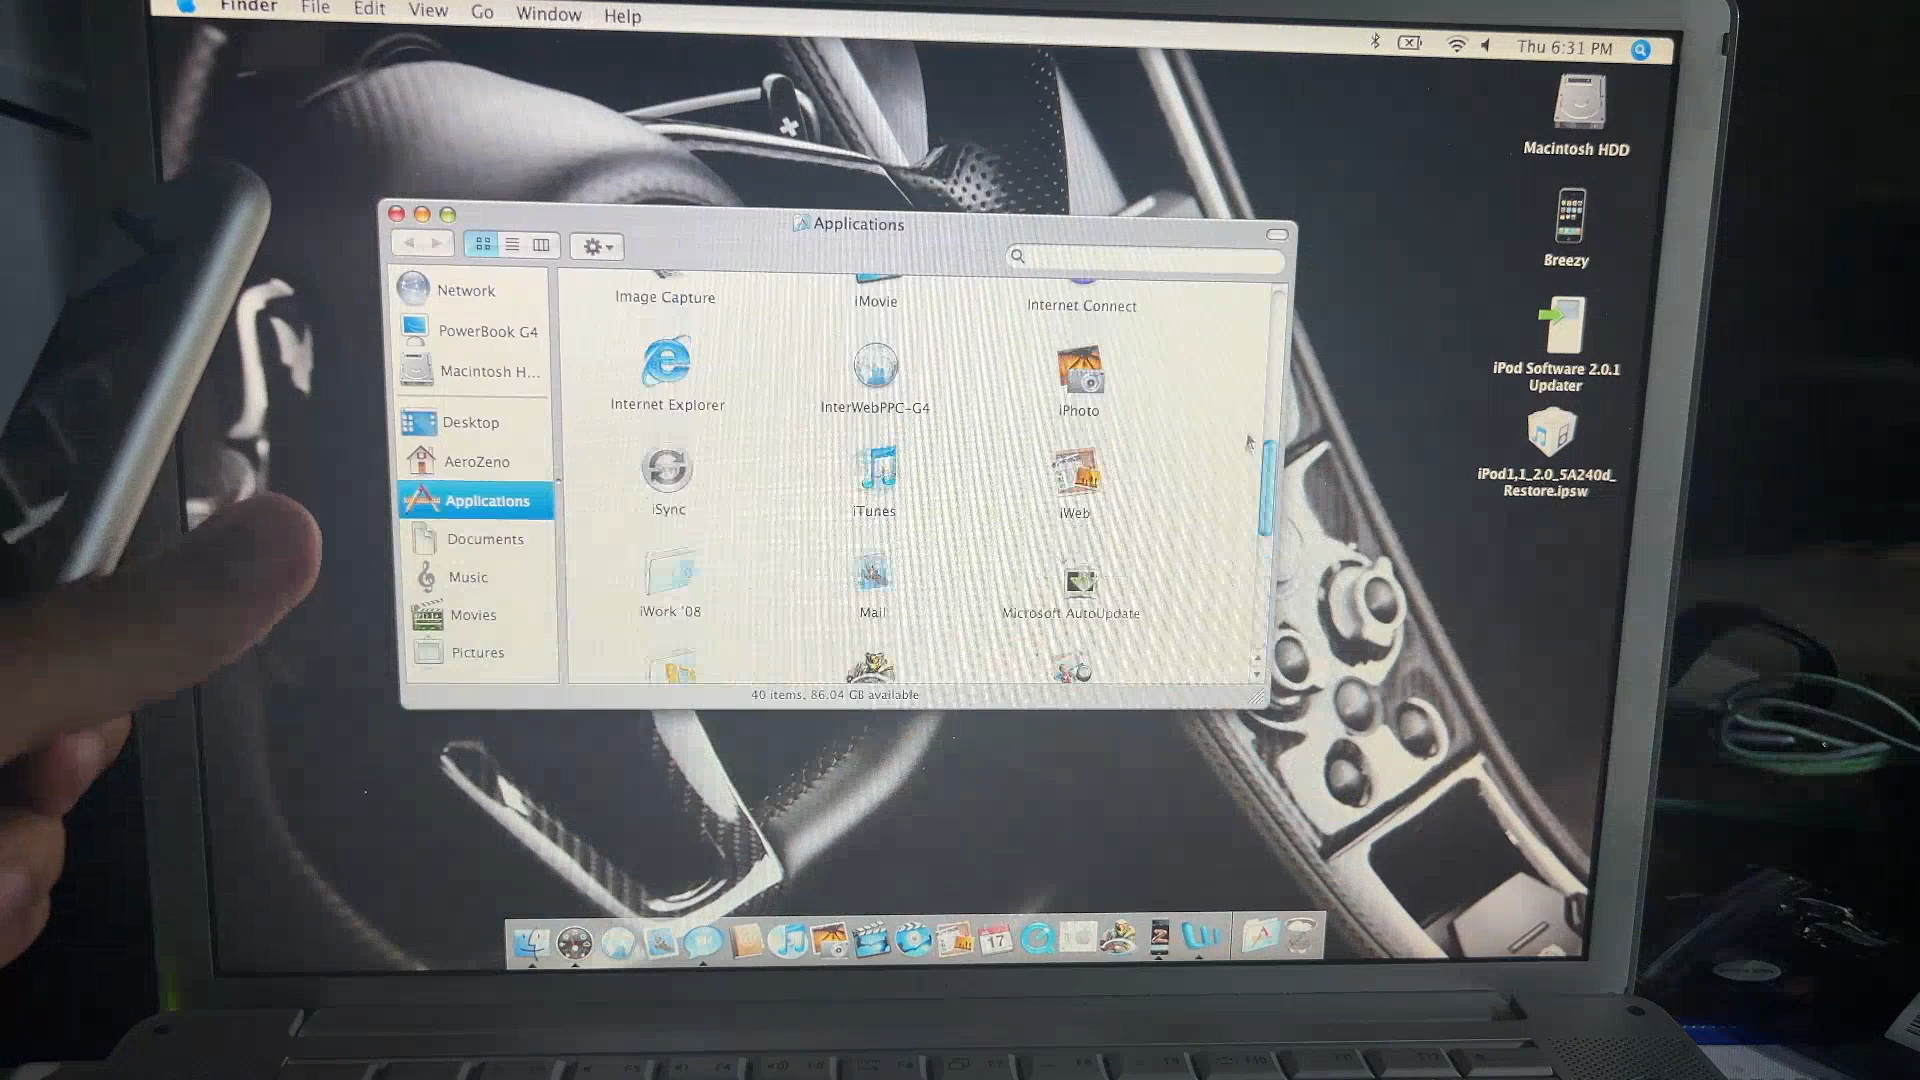 Finder File Edit View Go Window Help
Thu 6:31 PM
Macintosh HDD
Breezy
iPod Software 2.0.1
Updater
iPod1,1_2.0_5A240d_
Restore.ipsw
Applications
Network
PowerBook G4
Macintosh H...
Desktop
AeroZeno
Applications
Documents
Music
Movies
Pictures
Image Capture
iMovie
Internet Connect
Internet Explorer
InterWebPPC-G4
iPhoto
iSync
iTunes
iWeb
iWork '08
Mail
Microsoft AutoUpdate
40 items, 86.04 GB available
17